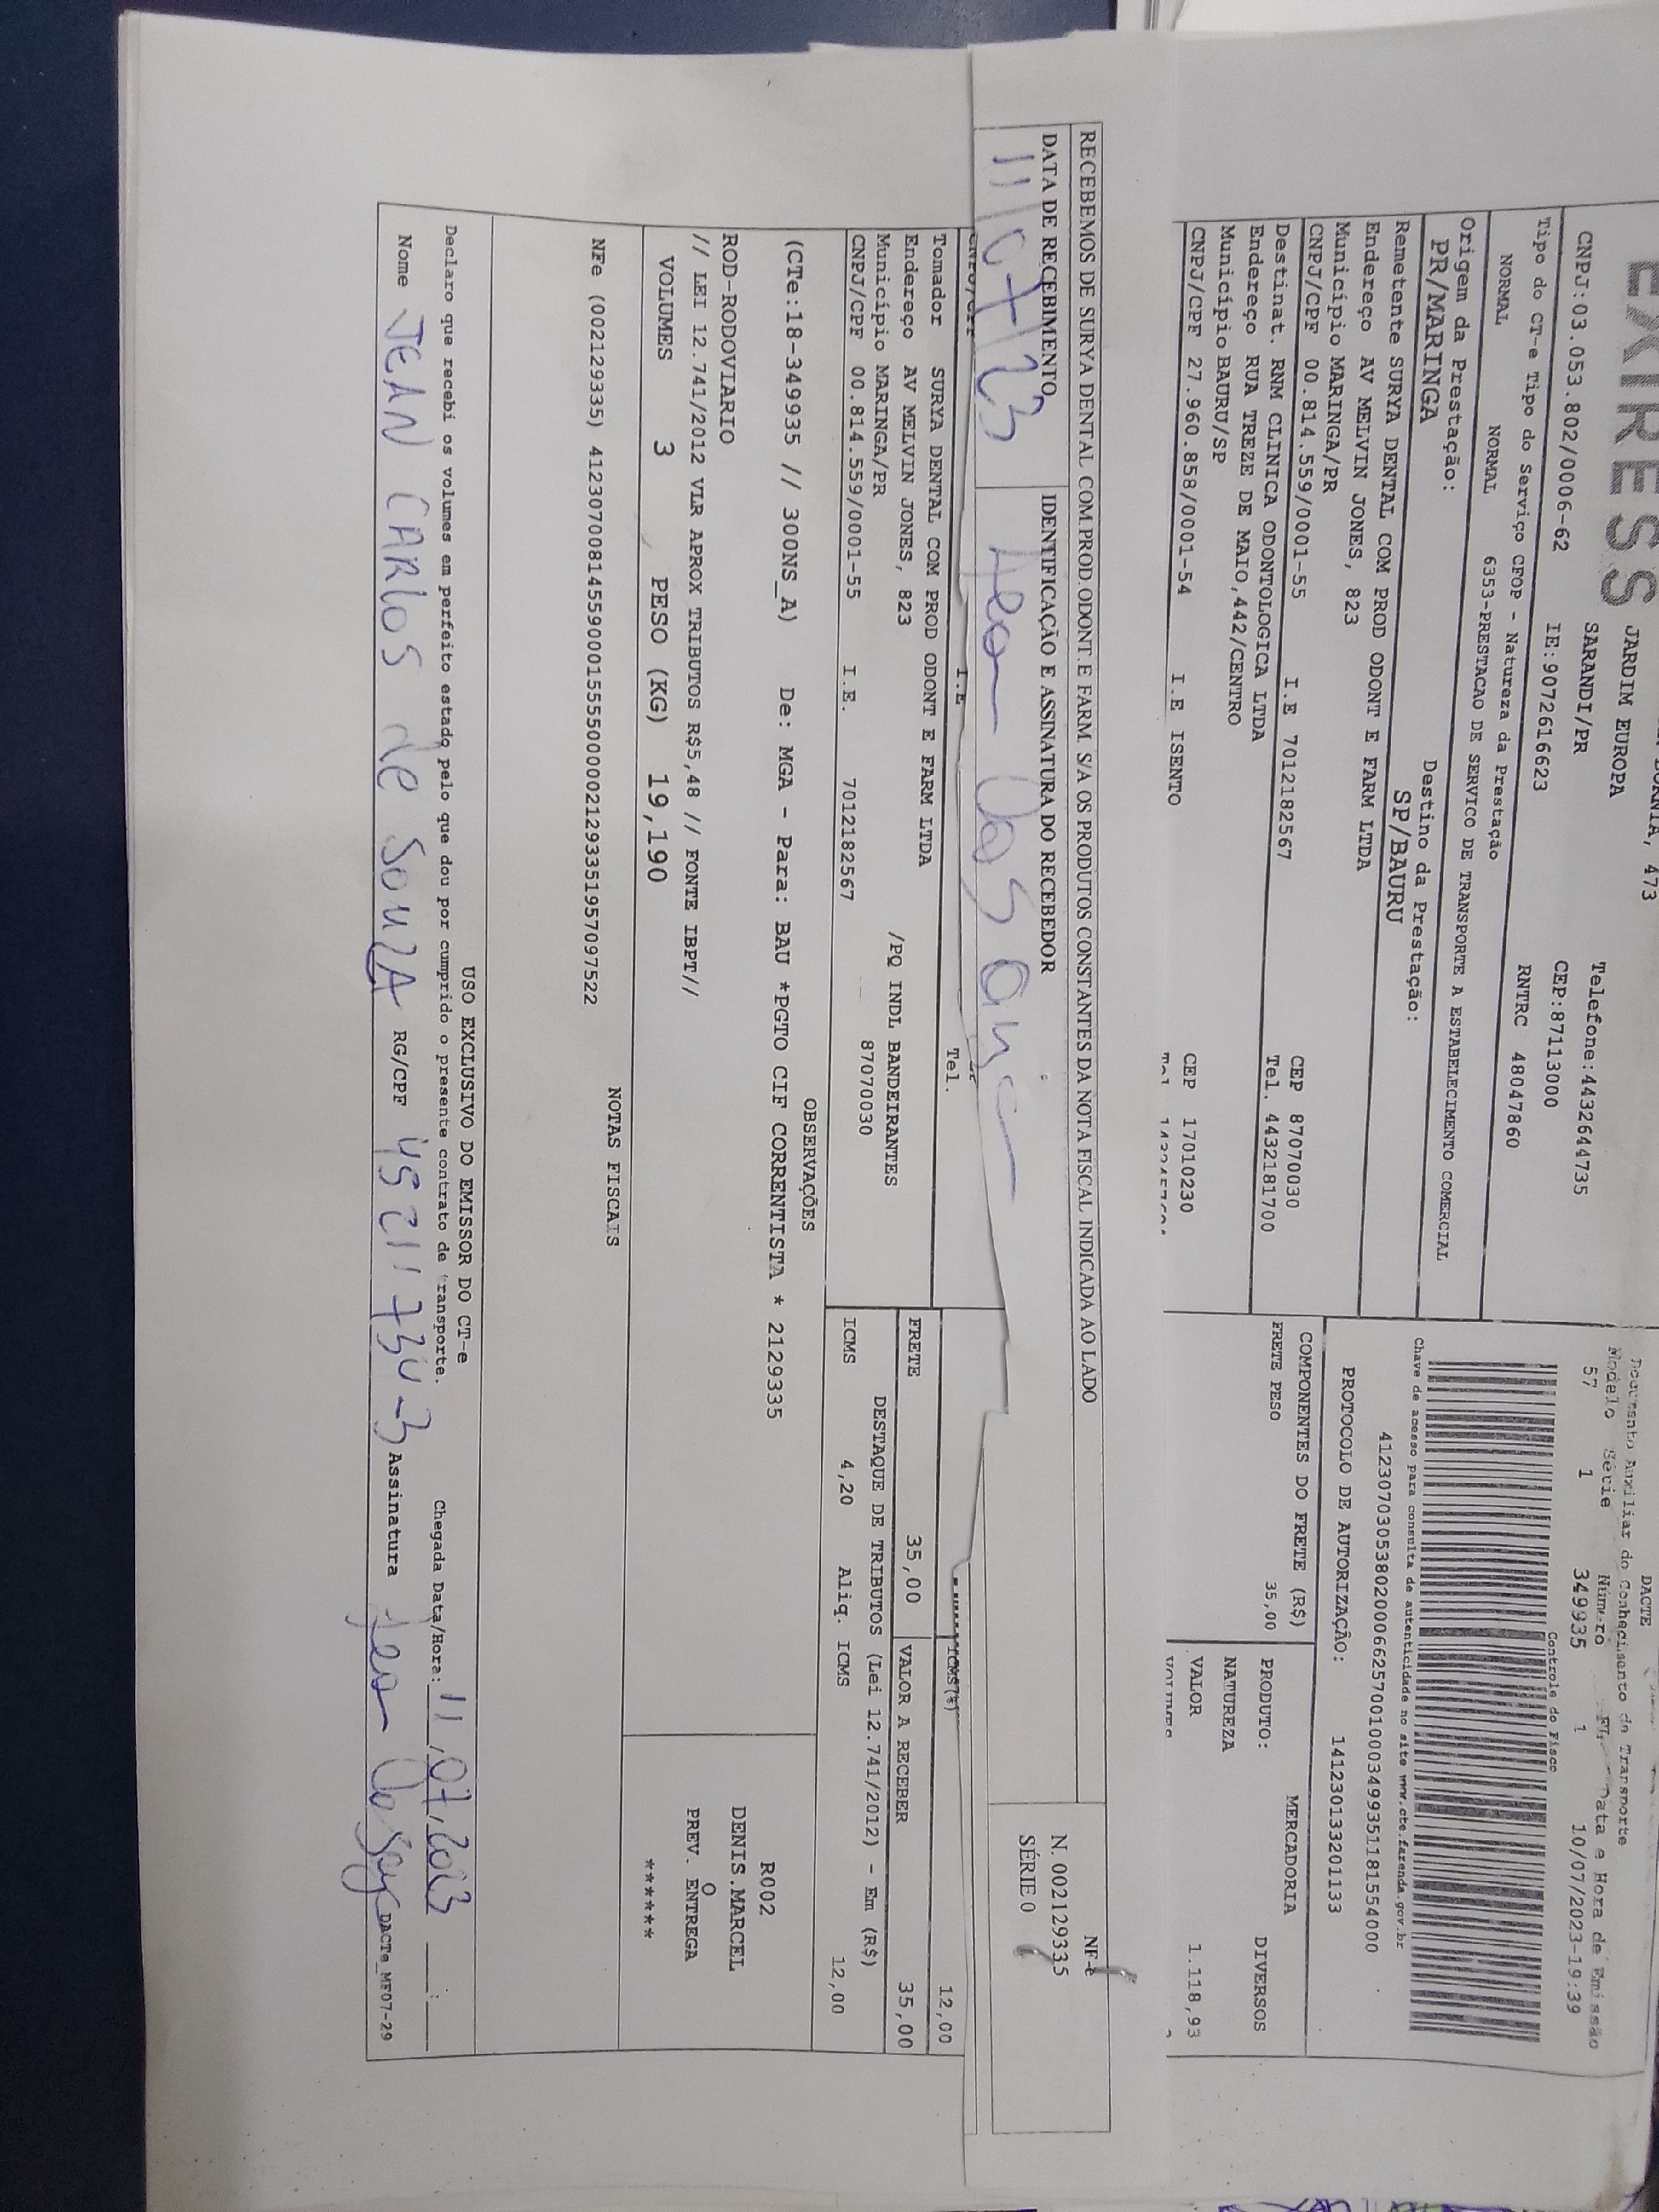 EXPRESS
JARDIM EUROPA
SARANDI/PR
Telefone:4432644735
CNPJ:03.053.802/0006-62 IE:9072616623 CEP:87113000
Tipo do CT-e Tipo do Serviço CFOP - Natureza da Prestação RNTRC 48047860
NORMAL NORMAL 6353-PRESTACAO DE SERVICO DE TRANSPORTE A ESTABELECIMENTO COMERCIAL
Origem da Prestação: Destino da Prestação:
PR/MARINGA SP/BAURU
Remetente SURYA DENTAL COM PROD ODONT E FARM LTDA
Endereço AV MELVIN JONES, 823
Município MARINGA/PR CEP 87070030
CNPJ/CPF 00.814.559/0001-55 I.E 7012182567 Tel. 4432181700
Destinat. RNM CLINICA ODONTOLOGICA LTDA
Endereço RUA TREZE DE MAIO,442/CENTRO
Município BAURU/SP CEP 17010230
CNPJ/CPF 27.960.858/0001-54 I.E ISENTO
DACTE
Documento Auxiliar do Conhecimento de Transporte
Modelo Série Número FL Data e Hora de Emissão
57 1 349935 1 10/07/2023-19:39
Controle do Fisco
Chave de acesso para consulta de autenticidade no site www.cte.fazenda.gov.br
41230703053802000662570010003499351181554000
PROTOCOLO DE AUTORIZAÇÃO: 141230133201133
COMPONENTES DO FRETE (R$) MERCADORIA
FRETE PESO 35,00 PRODUTO: DIVERSOS
NATUREZA
VALOR 1.118,93
RECEBEMOS DE SURYA DENTAL COM.PROD.ODONT.E FARM. S/A OS PRODUTOS CONSTANTES DA NOTA FISCAL INDICADA AO LADO
NF-e
N. 002129335
SÉRIE 0
DATA DE RECEBIMENTO IDENTIFICAÇÃO E ASSINATURA DO RECEBEDOR
11/07/23
I.E
Tomador SURYA DENTAL COM PROD ODONT E FARM LTDA Tel.
Endereço AV MELVIN JONES, 823 /PQ INDL BANDEIRANTES
Município MARINGA/PR 87070030
CNPJ/CPF 00.814.559/0001-55 I.E. 7012182567
ICMS(%) 12,00
FRETE 35,00 VALOR A RECEBER 35,00
DESTAQUE DE TRIBUTOS (Lei 12.741/2012) - Em (R$)
ICMS 4,20 Aliq. ICMS 12,00
OBSERVAÇÕES
(CTe:18-349935 // 300NS_A) De: MGA - Para: BAU *PGTO CIF CORRENTISTA * 2129335
ROD-RODOVIARIO
// LEI 12.741/2012 VLR APROX TRIBUTOS R$5,48 // FONTE IBPT//
VOLUMES 3 PESO (KG) 19,190
R002
DENIS.MARCEL
O
PREV. ENTREGA
******
NOTAS FISCAIS
NFe (002129335) 41230700814559000155550000021293351957097522
USO EXCLUSIVO DO EMISSOR DO CT-e
Declaro que recebi os volumes em perfeito estado pelo que dou por cumprido o presente contrato de transporte. Chegada Data/Hora: 11/07/2023 __:__
Nome JEAN CARLOS de SOUZA RG/CPF 45211730-3 Assinatura
DACTe_MF07-29